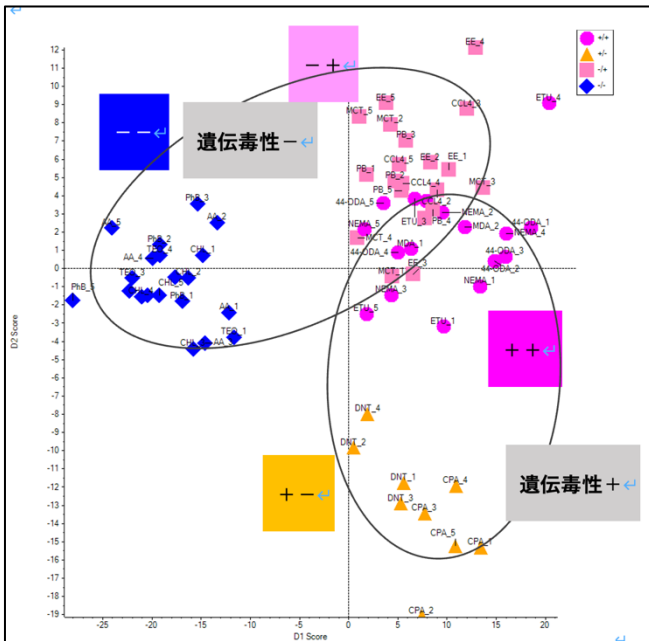 +/+
+/-
-/+
-/-
－＋
－－
遺伝毒性－
＋＋
＋－
遺伝毒性＋
EE_4
ETU_4
EE_5
CCL4_3
MCT_5
MCT_2
PB_3
CCL4_5
EE_2
EE_1
PB_1
PB_2
CCL4_4
MCT_3
PB_5
44-ODA_5
CCL4_2
NEMA_2
ETU_3
PB_4
NEMA_5
MDA_2
44-ODA_1
NEMA_4
MCT_4
MDA_1
44-ODA_4
44-ODA_3
EE_3
44-ODA_2
MCT_1
NEMA_3
NEMA_1
ETU_5
ETU_1
PhB_3
AA_5
AA_2
PhB_2
AA_4
CHL_1
PhB_5
PhB_1
AA_1
TEO_1
DNT_4
DNT_2
DNT_1
CPA_4
DNT_3
CPA_3
CPA_5
CPA_1
CPA_2
12
11
10
9
8
7
6
5
4
3
2
1
0
-1
-2
-3
-4
-5
-6
-7
-8
-9
-10
-11
-12
-13
-14
-15
-16
-17
-18
-19
D2 Score
-25
-20
-15
-10
-5
0
5
10
15
20
D1 Score